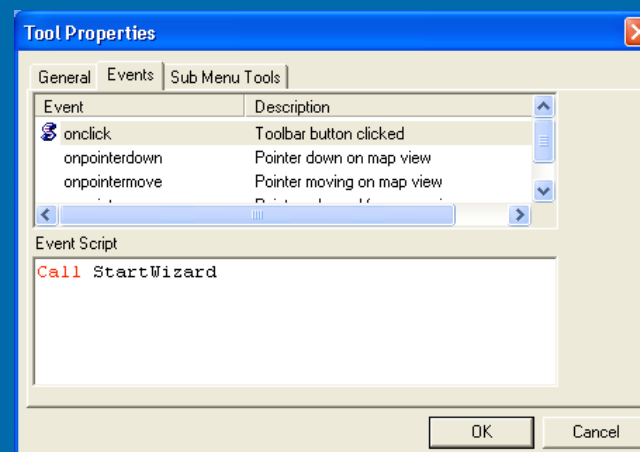 Tool Properties
General Events Sub Menu Tools
Event Description
onclick Toolbar button clicked
onpointerdown Pointer down on map view
onpointermove Pointer moving on map view
Event Script
Call StartWizard
OK Cancel